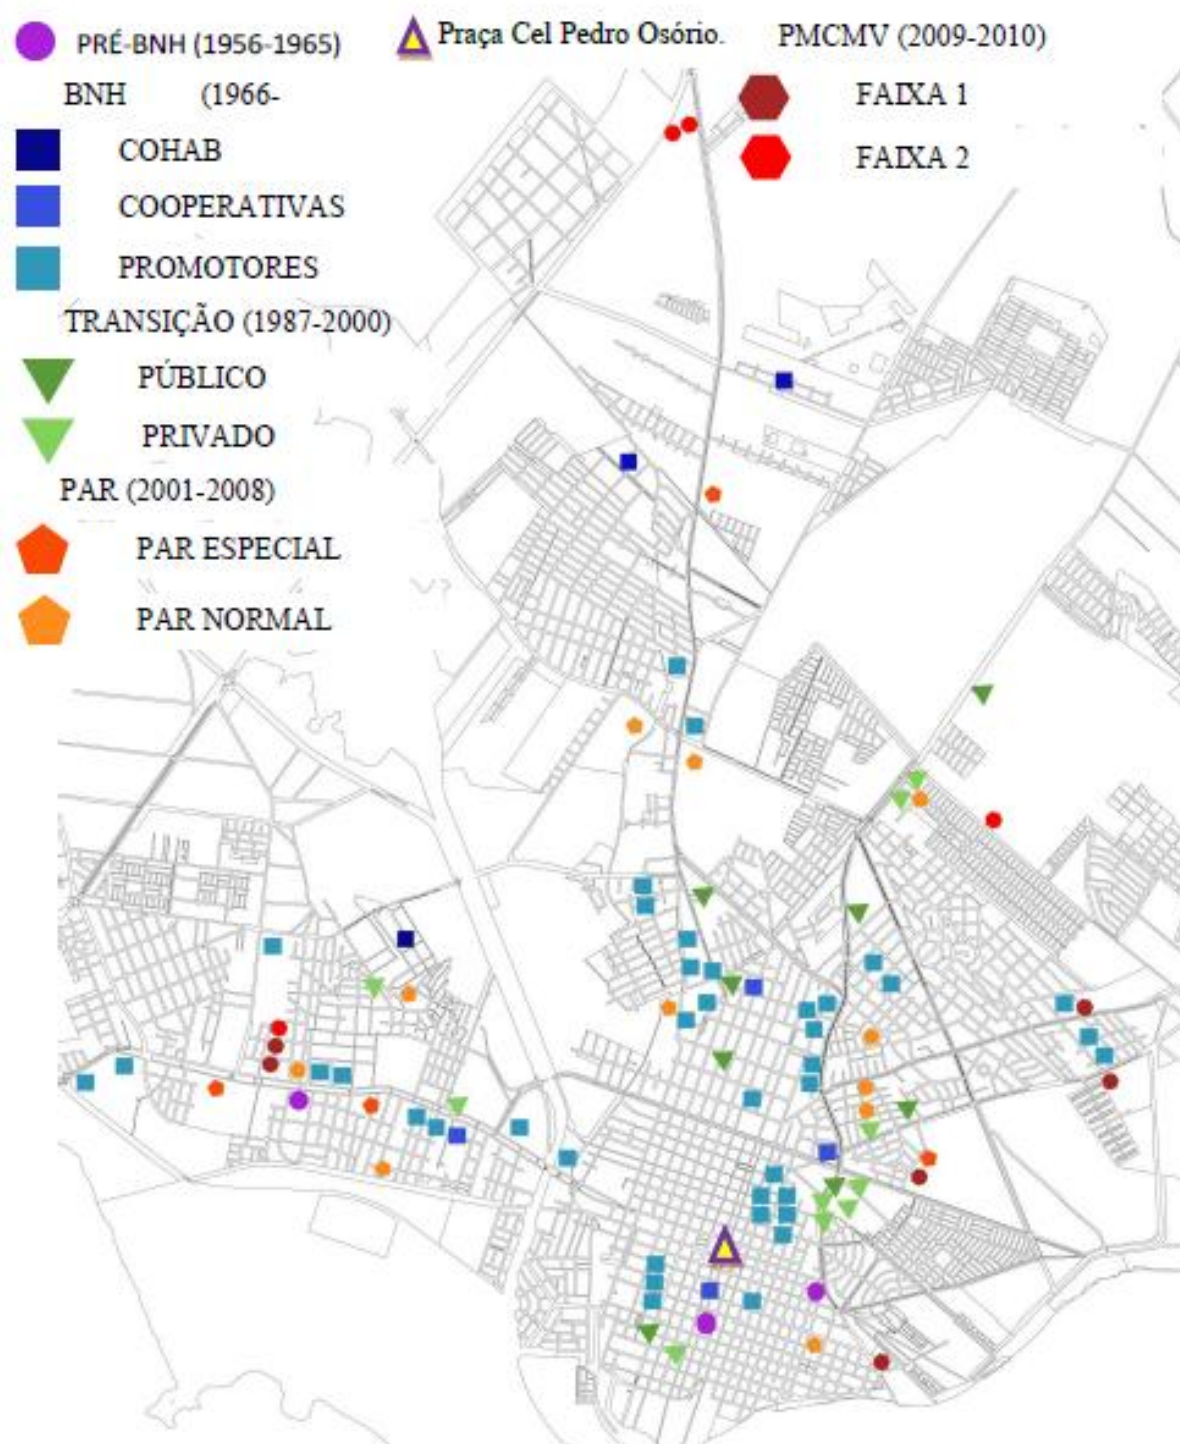 PRÉ-BNH (1956-1965)
Praça Cel Pedro Osório.
PMCMV (2009-2010)
BNH (1966-
FAIXA 1
COHAB
FAIXA 2
COOPERATIVAS
PROMOTORES
TRANSIÇÃO (1987-2000)
PÚBLICO
PRIVADO
PAR (2001-2008)
PAR ESPECIAL
PAR NORMAL